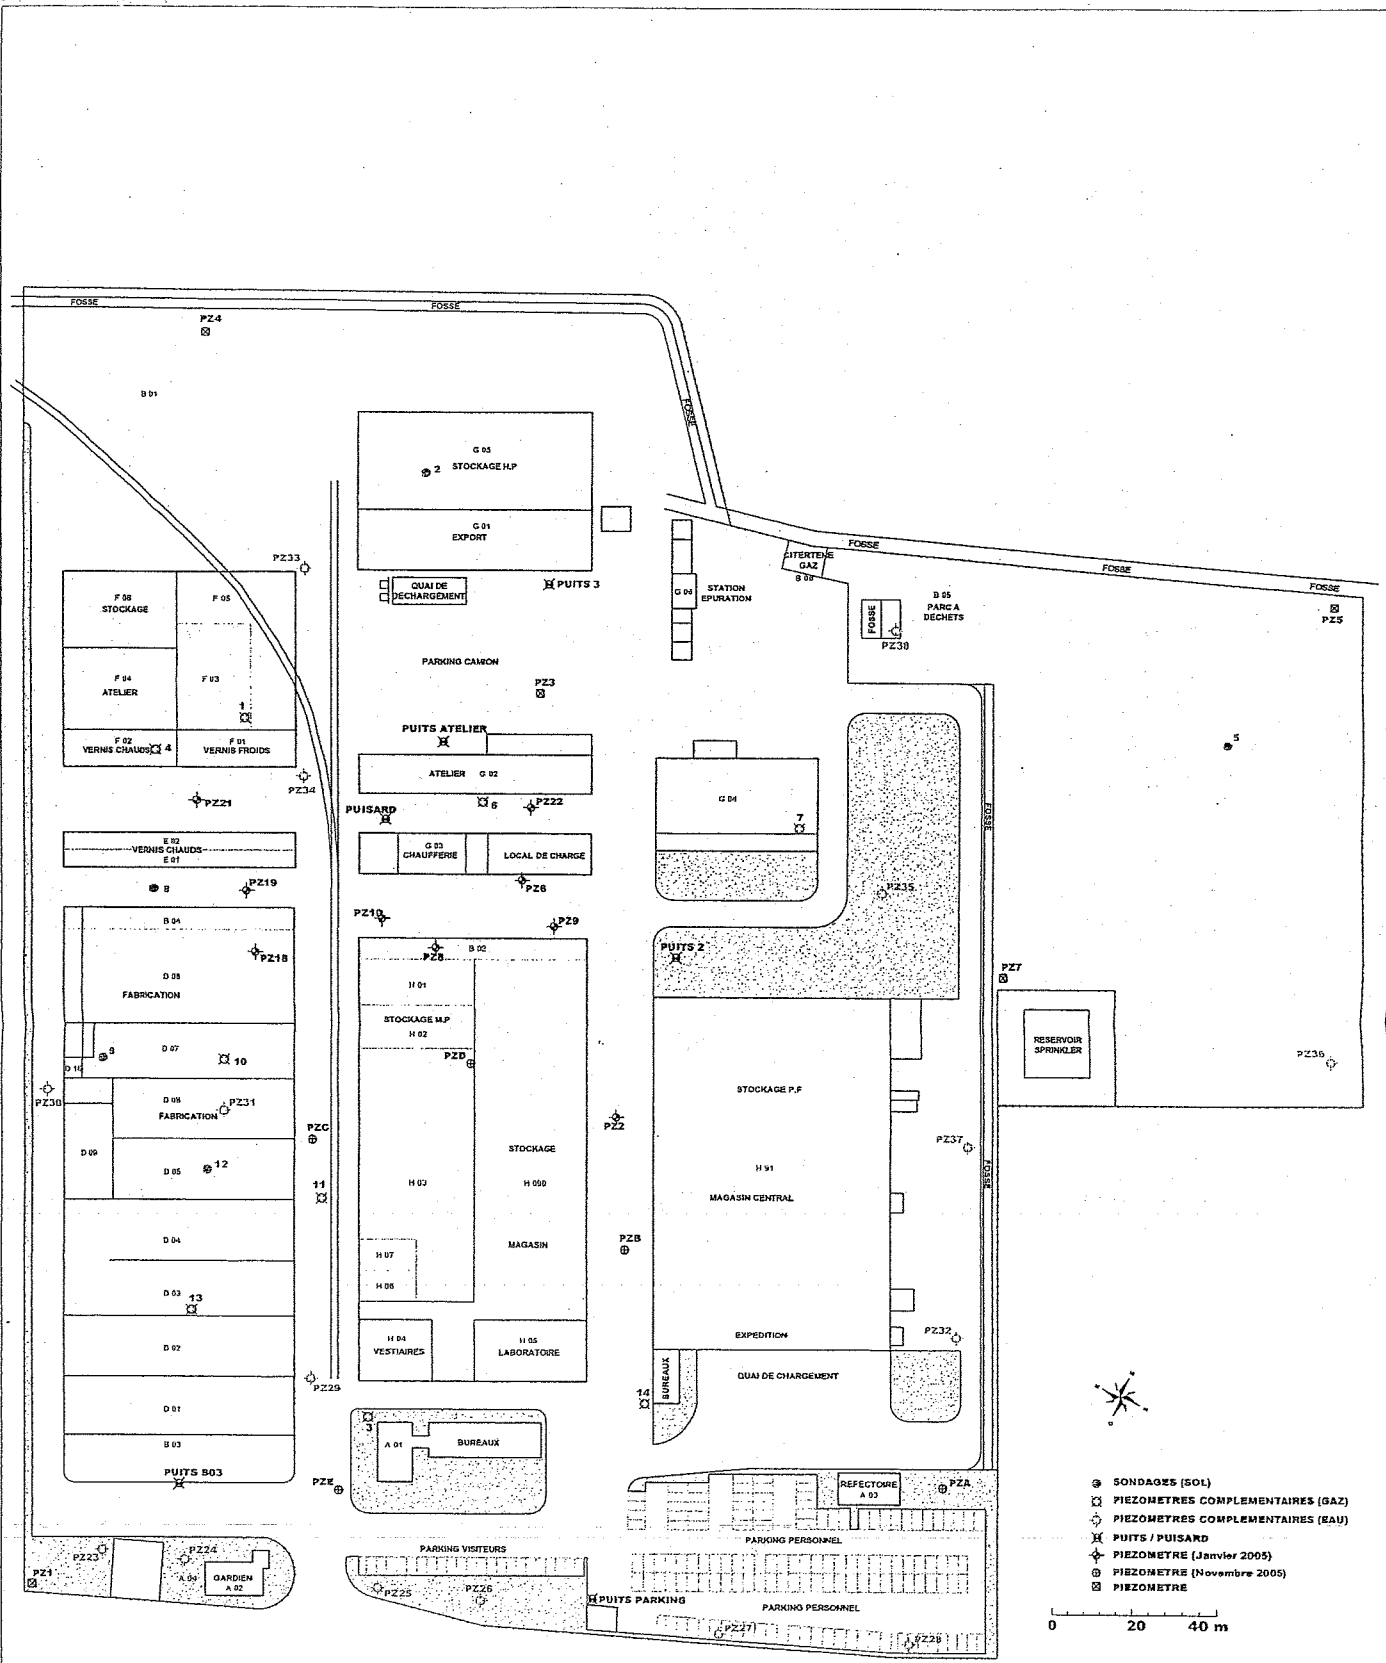 FOSSE
FOSSE
PZ4
B 01
FOSSE
G 05
STOCKAGE H.P
2
G 01
EXPORT
PZ33
QUAI DE
DECHARGEMENT
PUITS 3
G 06
STATION
EPURATION
CITERTENE
GAZ
B 08
FOSSE
FOSSE
FOSSE
B 05
PARC A
DECHETS
FOSSE
PZ5
F 06
STOCKAGE
F 05
PZ38
PARKING CAMION
F 04
ATELIER
F 03
PZ3
1
PUITS ATELIER
F 02
VERNIS CHAUDS
4
F 01
VERNIS FROIDS
5
ATELIER G 02
PZ34
PZ21
6
PZ22
G 04
PUISARD
7
FOSSE
E 02
VERNIS CHAUDS
E 01
G 03
CHAUFFERIE
LOCAL DE CHARGE
8
PZ19
PZ6
PZ35
B 04
PZ10
PZ9
PZ18
PZ8
B 02
PUITS 2
D 08
FABRICATION
H 01
PZ7
STOCKAGE M.P
H 02
RESERVOIR
SPRINKLER
9
D 07
10
PZD
PZ36
D 10
STOCKAGE P.F
PZ30
D 06
FABRICATION
PZ31
PZ2
PZC
PZ37
D 09
STOCKAGE
12
D 05
H 91
FOSSE
11
H 03
H 090
MAGASIN CENTRAL
D 04
PZB
MAGASIN
H 07
H 06
D 03
13
H 04
VESTIAIRES
H 05
LABORATOIRE
EXPEDITION
PZ32
D 02
BUREAUX
QUAI DE CHARGEMENT
PZ29
14
D 01
3
A 01
BUREAUX
B 03
PUITS B03
PZE
REFECTOIRE
A 03
PZA
SONDAGES (SOL)
PIEZOMETRES COMPLEMENTAIRES (GAZ)
PIEZOMETRES COMPLEMENTAIRES (EAU)
PUITS / PUISARD
PIEZOMETRE (Janvier 2005)
PIEZOMETRE (Novembre 2005)
PIEZOMETRE
PARKING VISITEURS
PARKING PERSONNEL
PZ23
PZ24
PZ1
GARDIEN
A 02
PZ25
PZ26
PUITS PARKING
PARKING PERSONNEL
PZ27
PZ28
0 20 40 m